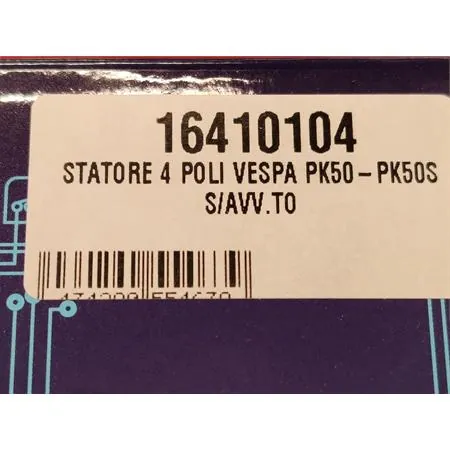 16410104
STATORE 4 POLI VESPA PK50 – PK50S
S/AVV.TO